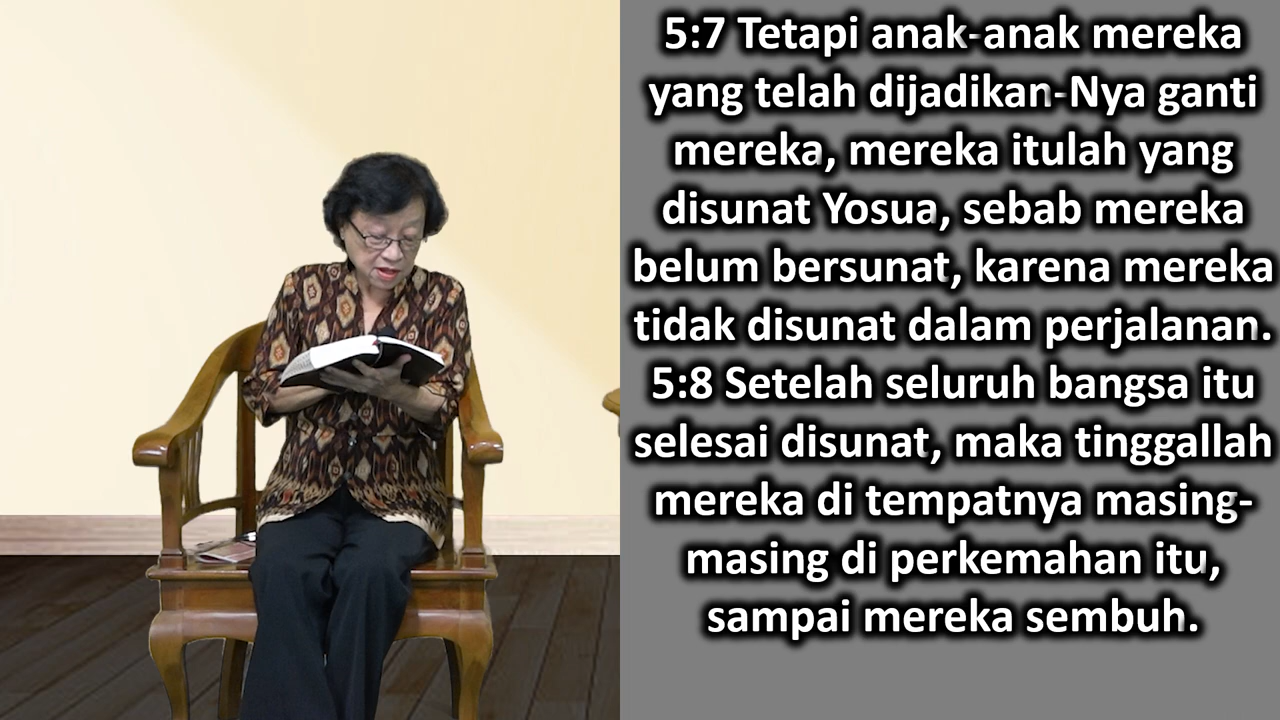 5:7 Tetapi anak-anak mereka
yang telah dijadikan-Nya ganti
mereka, mereka itulah yang
disunat Yosua, sebab mereka
belum bersunat, karena mereka
tidak disunat dalam perjalanan.
5:8 Setelah seluruh bangsa itu
selesai disunat, maka tinggallah
mereka di tempatnya masing-
masing di perkemahan itu,
sampai mereka sembuh.